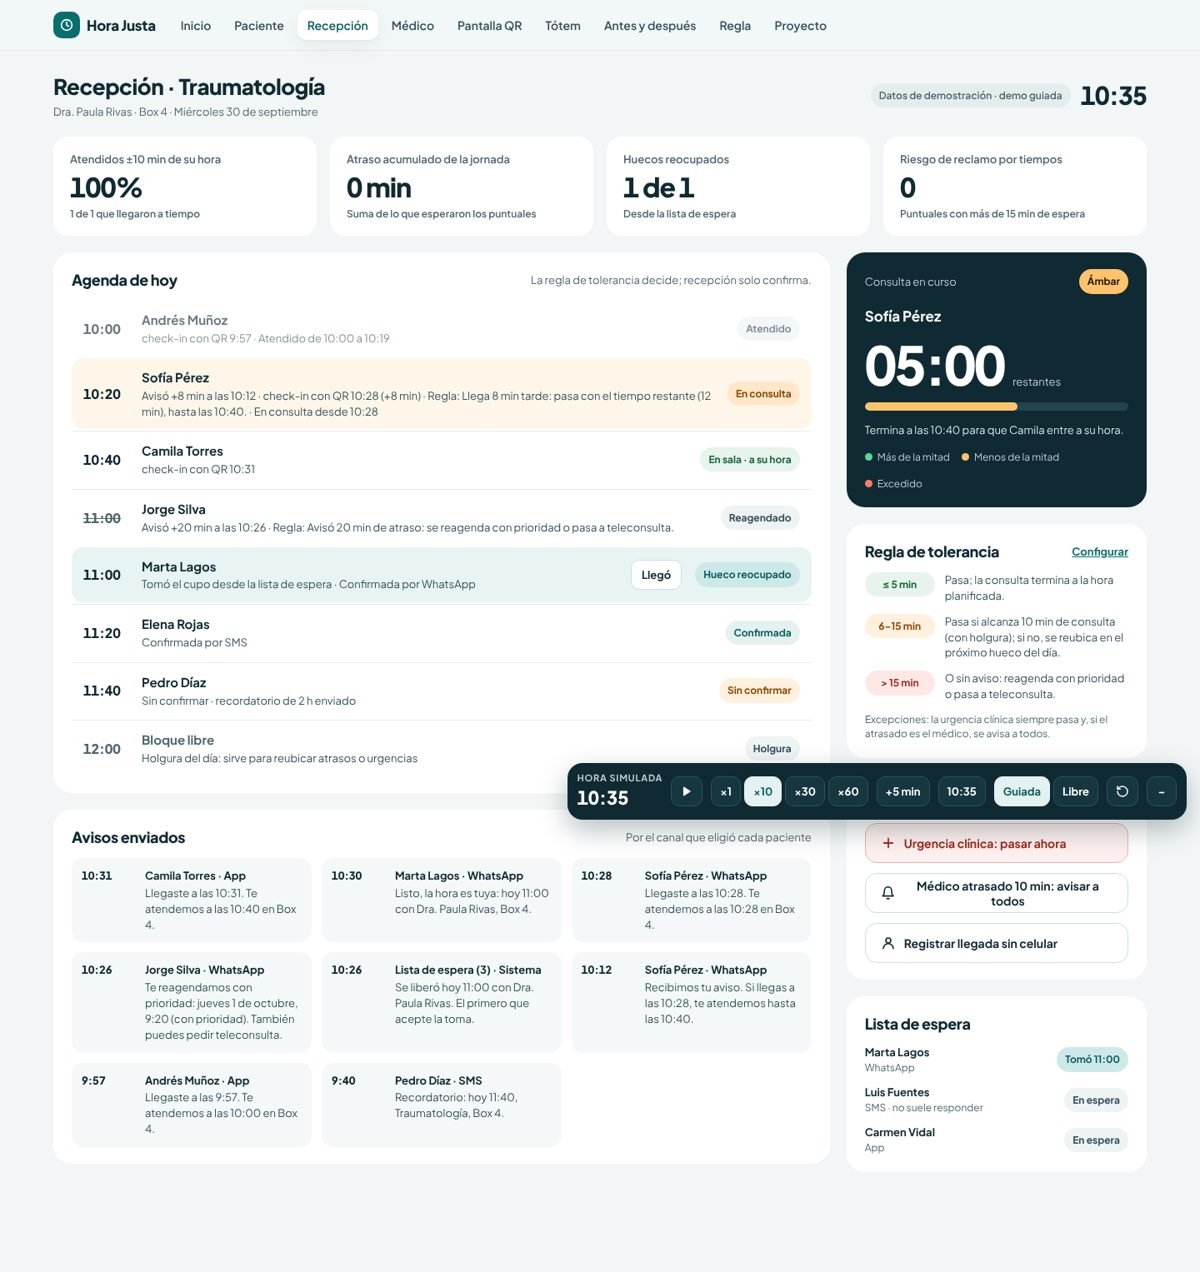 Hora Justa
Inicio
Paciente
Recepción
Médico
Pantalla QR
Tótem
Antes y después
Regla
Proyecto
Recepción · Traumatología
Dra. Paula Rivas · Box 4 · Miércoles 30 de septiembre
Datos de demostración · demo guiada
10:35
Atendidos ±10 min de su hora
100%
1 de 1 que llegaron a tiempo
Atraso acumulado de la jornada
0 min
Suma de lo que esperaron los puntuales
Huecos reocupados
1 de 1
Desde la lista de espera
Riesgo de reclamo por tiempos
0
Puntuales con más de 15 min de espera
Agenda de hoy
La regla de tolerancia decide; recepción solo confirma.
10:00
Andrés Muñoz
check-in con QR 9:57 · Atendido de 10:00 a 10:19
Atendido
10:20
Sofía Pérez
Avisó +8 min a las 10:12 · check-in con QR 10:28 (+8 min) · Regla: Llega 8 min tarde: pasa con el tiempo restante (12
min), hasta las 10:40. · En consulta desde 10:28
En consulta
10:40
Camila Torres
check-in con QR 10:31
En sala · a su hora
11:00
Jorge Silva
Avisó +20 min a las 10:26 · Regla: Avisó 20 min de atraso: se reagenda con prioridad o pasa a teleconsulta.
Reagendado
11:00
Marta Lagos
Tomó el cupo desde la lista de espera · Confirmada por WhatsApp
Llegó
Hueco reocupado
11:20
Elena Rojas
Confirmada por SMS
Confirmada
11:40
Pedro Díaz
Sin confirmar · recordatorio de 2 h enviado
Sin confirmar
12:00
Bloque libre
Holgura del día: sirve para reubicar atrasos o urgencias
Holgura
Consulta en curso
Ámbar
Sofía Pérez
05:00
restantes
Termina a las 10:40 para que Camila entre a su hora.
Más de la mitad
Menos de la mitad
Excedido
Regla de tolerancia
Configurar
≤ 5 min
Pasa; la consulta termina a la hora
planificada.
6–15 min
Pasa si alcanza 10 min de consulta
(con holgura); si no, se reubica en el
próximo hueco del día.
> 15 min
O sin aviso: reagenda con prioridad
o pasa a teleconsulta.
Excepciones: la urgencia clínica siempre pasa y, si el
atrasado es el médico, se avisa a todos.
HORA SIMULADA
10:35
×1
×10
×30
×60
+5 min
10:35
Guiada
Libre
–
Avisos enviados
Por el canal que eligió cada paciente
10:31
Camila Torres · App
Llegaste a las 10:31. Te
atendemos a las 10:40 en Box
4.
10:30
Marta Lagos · WhatsApp
Listo, la hora es tuya: hoy 11:00
con Dra. Paula Rivas, Box 4.
10:28
Sofía Pérez · WhatsApp
Llegaste a las 10:28. Te
atendemos a las 10:28 en Box
4.
10:26
Jorge Silva · WhatsApp
Te reagendamos con
prioridad: jueves 1 de octubre,
9:20 (con prioridad). También
puedes pedir teleconsulta.
10:26
Lista de espera (3) · Sistema
Se liberó hoy 11:00 con Dra.
Paula Rivas. El primero que
acepte la toma.
10:12
Sofía Pérez · WhatsApp
Recibimos tu aviso. Si llegas a
las 10:28, te atendemos hasta
las 10:40.
9:57
Andrés Muñoz · App
Llegaste a las 9:57. Te
atendemos a las 10:00 en Box
4.
9:40
Pedro Díaz · SMS
Recordatorio: hoy 11:40,
Traumatología, Box 4.
Urgencia clínica: pasar ahora
Médico atrasado 10 min: avisar a
todos
Registrar llegada sin celular
Lista de espera
Marta Lagos
WhatsApp
Tomó 11:00
Luis Fuentes
SMS · no suele responder
En espera
Carmen Vidal
App
En espera